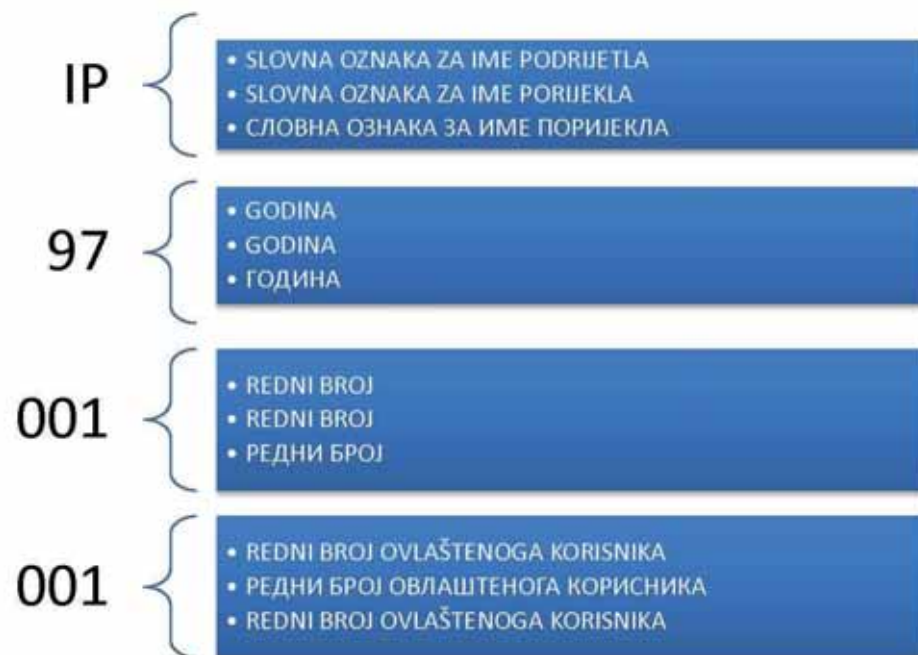 IP
• SLOVNA OZNAKA ZA IME PODRIJETLA
• SLOVNA OZNAKA ZA IME PORIJEKLA
• СЛОВНА ОЗНАКА ЗА ИМЕ ПОРИЈЕКЛА
97
• GODINA
• GODINA
• ГОДИНА
001
• REDNI BROJ
• REDNI BROJ
• РЕДНИ БРОЈ
001
• REDNI BROJ OVLAŠTENOGA KORISNIKA
• РЕДНИ БРОЈ ОВЛАШТЕНОГА КОРИСНИКА
• REDNI BROJ OVLAŠTENOGA KORISNIKA